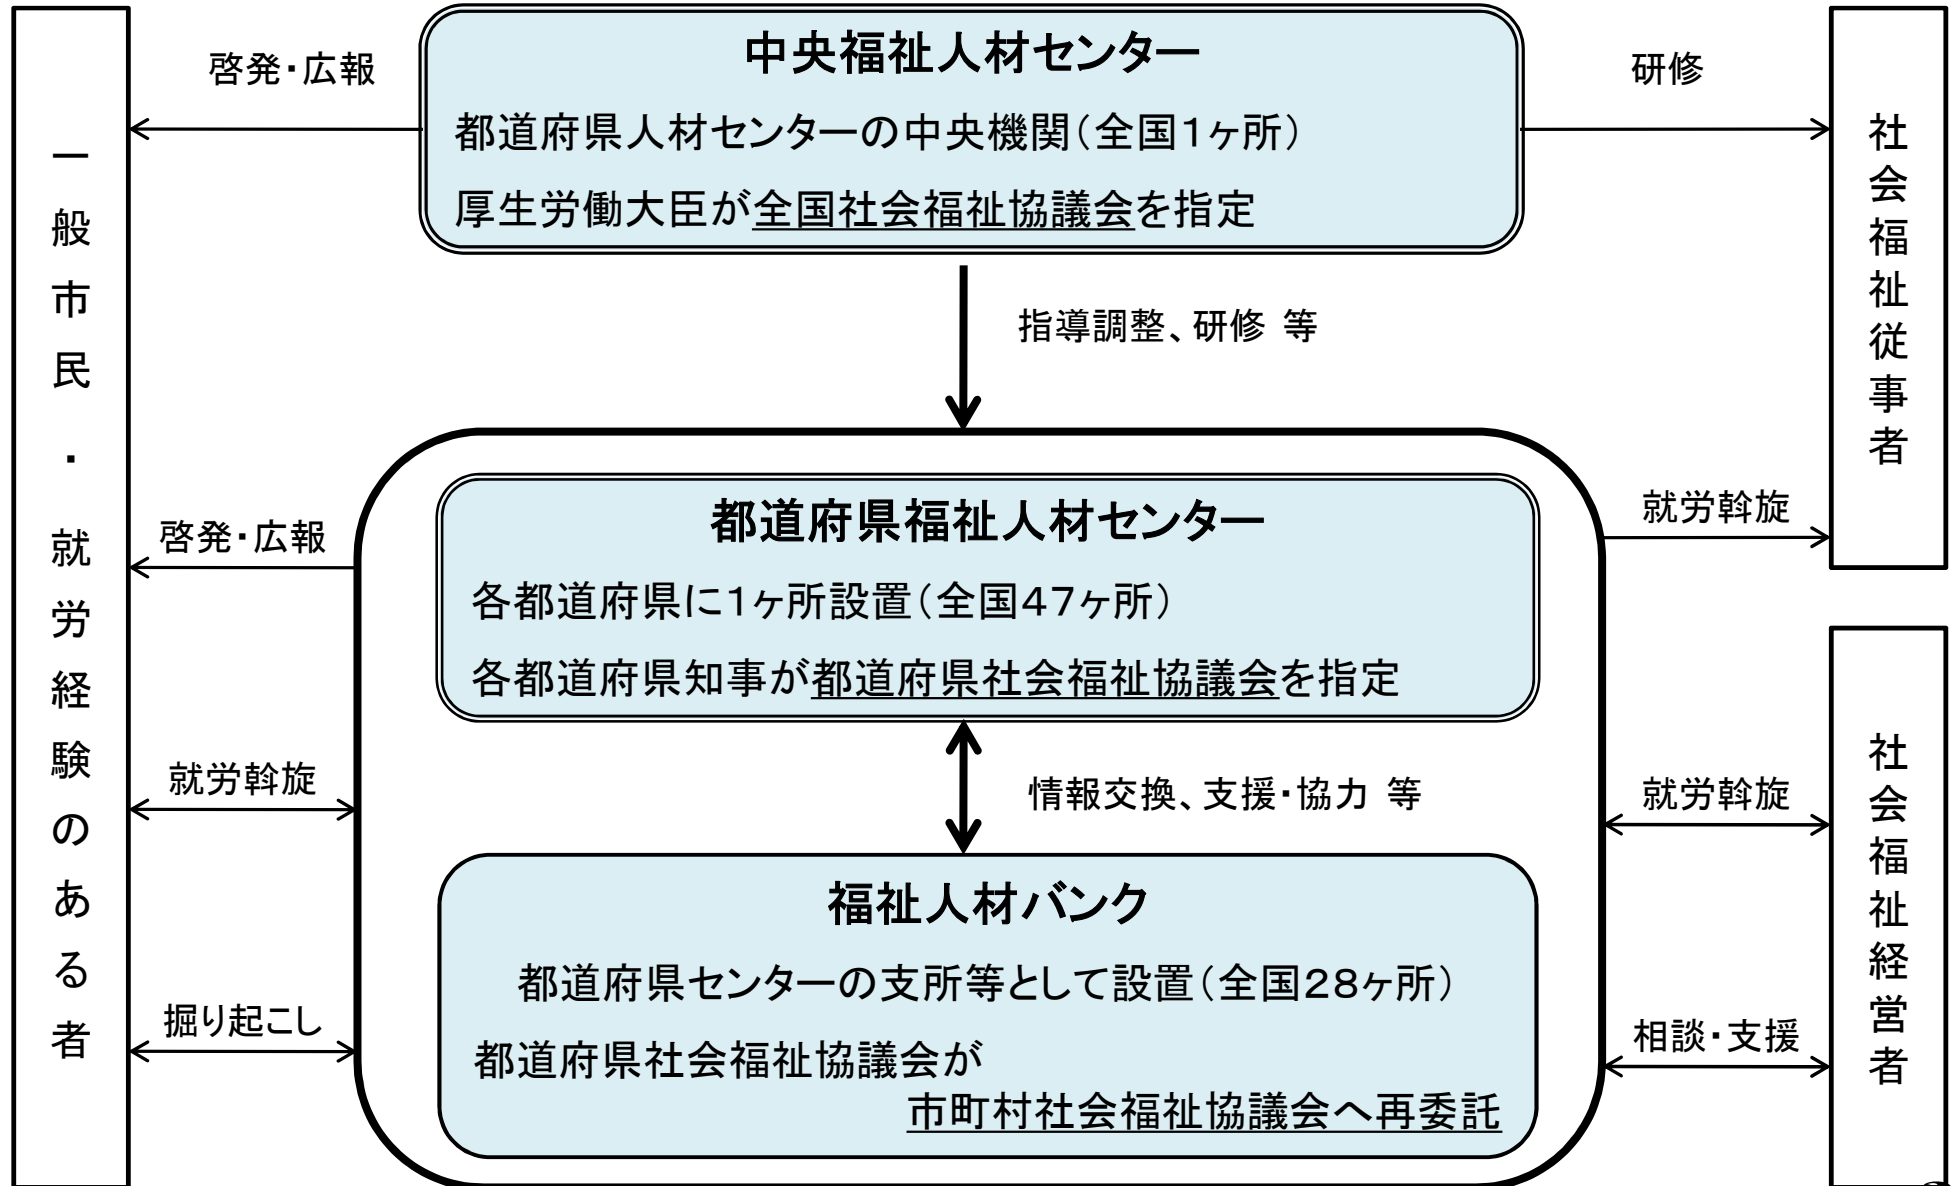 一般市民・就労経験のある者
啓発・広報
中央福祉人材センター
都道府県人材センターの中央機関（全国1ヶ所）
厚生労働大臣が全国社会福祉協議会を指定
研修
社会福祉従事者
指導調整、研修 等
啓発・広報
都道府県福祉人材センター
各都道府県に1ヶ所設置（全国47ヶ所）
各都道府県知事が都道府県社会福祉協議会を指定
就労斡旋
就労斡旋
情報交換、支援・協力 等
就労斡旋
社会福祉経営者
福祉人材バンク
都道府県センターの支所等として設置（全国28ヶ所）
都道府県社会福祉協議会が
市町村社会福祉協議会へ再委託
掘り起こし
相談・支援